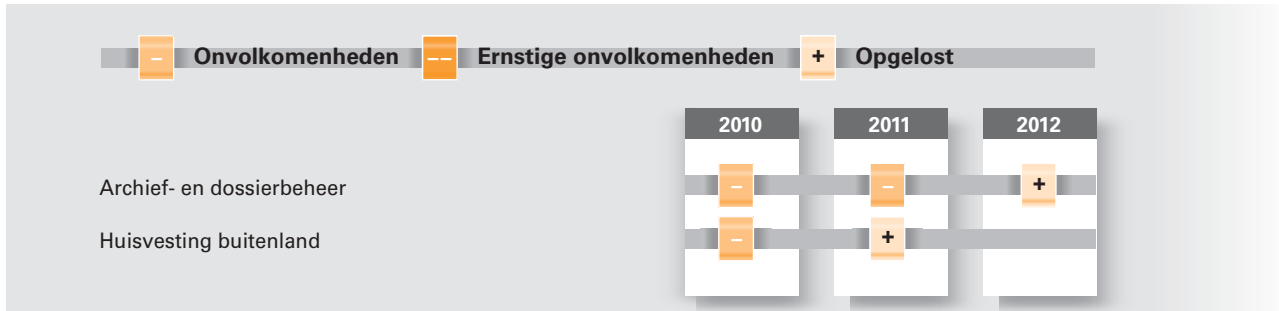 – Onvolkomenheden –– Ernstige onvolkomenheden + Opgelost
2010 2011 2012
Archief- en dossierbeheer – – +
Huisvesting buitenland – +